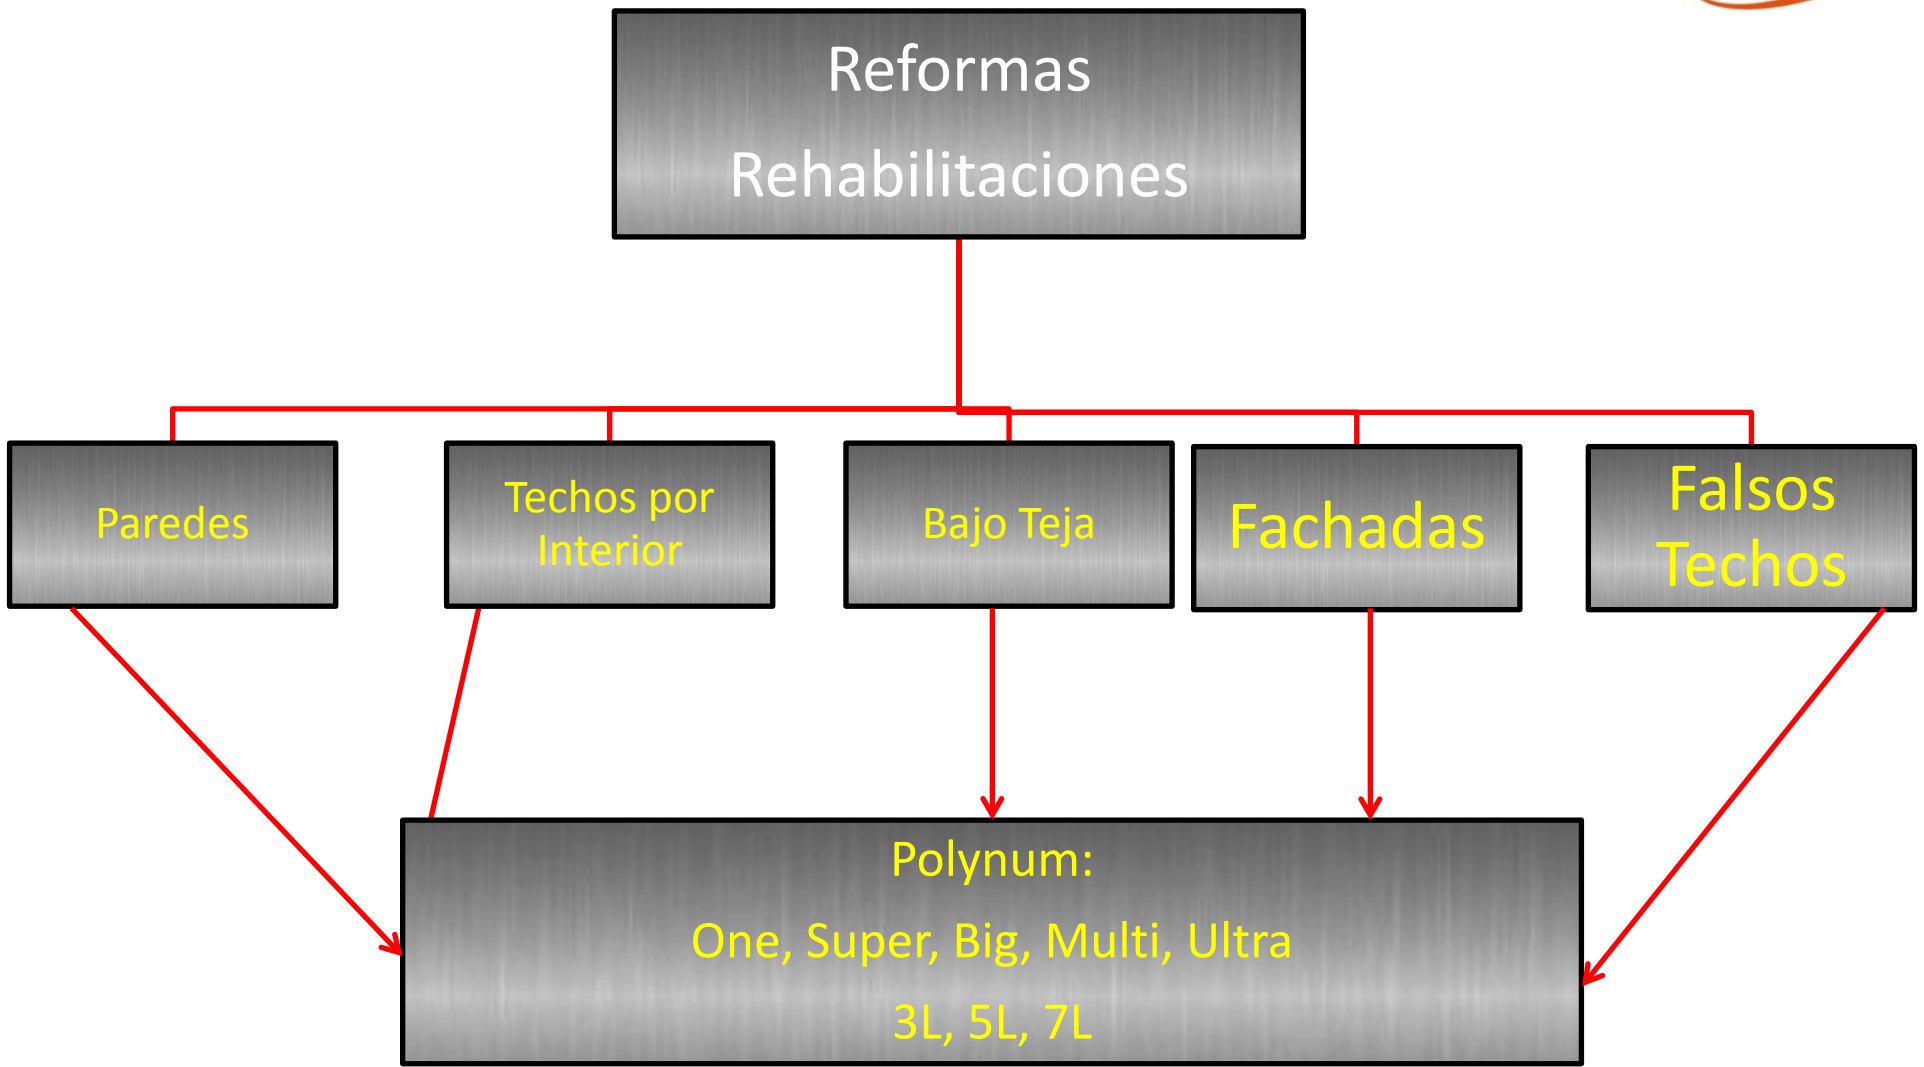 Reformas
Rehabilitaciones
Paredes
Techos por
Interior
Bajo Teja
Fachadas
Falsos
Techos
Polynum:
One, Super, Big, Multi, Ultra
3L, 5L, 7L